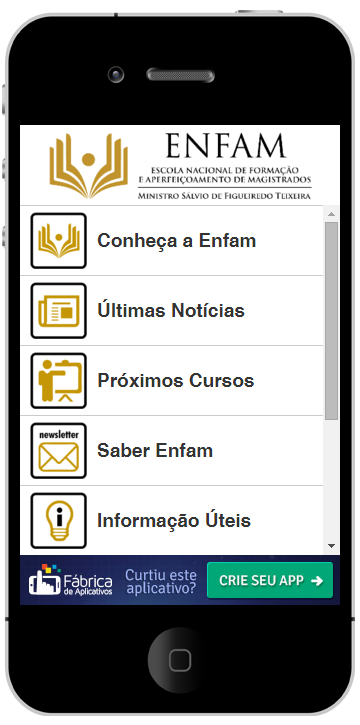 ENFAM
ESCOLA NACIONAL DE FORMAÇÃO
E APERFEIÇOAMENTO DE MAGISTRADOS
MINISTRO SÁLVIO DE FIGUEIREDO TEIXEIRA
Conheça a Enfam
Últimas Notícias
Próximos Cursos
newsletter
Saber Enfam
i
Informação Úteis
Fábrica
de Aplicativos
Curtiu este
aplicativo?
CRIE SEU APP